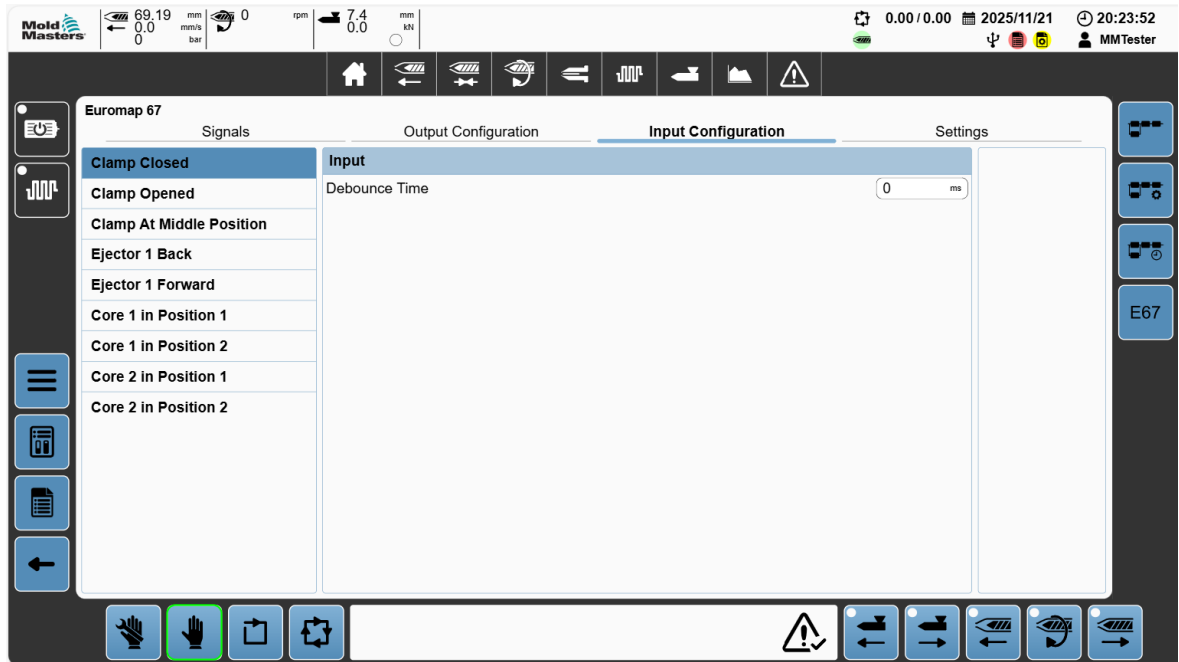 Mold
Masters
69.19 mm
0.0 mm/s
0 bar
0 rpm
7.4 mm
0.0 kN
0.00 / 0.00
2025/11/21
20:23:52
MMTester
Euromap 67
Signals
Output Configuration
Input Configuration
Settings
Clamp Closed
Clamp Opened
Clamp At Middle Position
Ejector 1 Back
Ejector 1 Forward
Core 1 in Position 1
Core 1 in Position 2
Core 2 in Position 1
Core 2 in Position 2
Input
Debounce Time
0 ms
E67